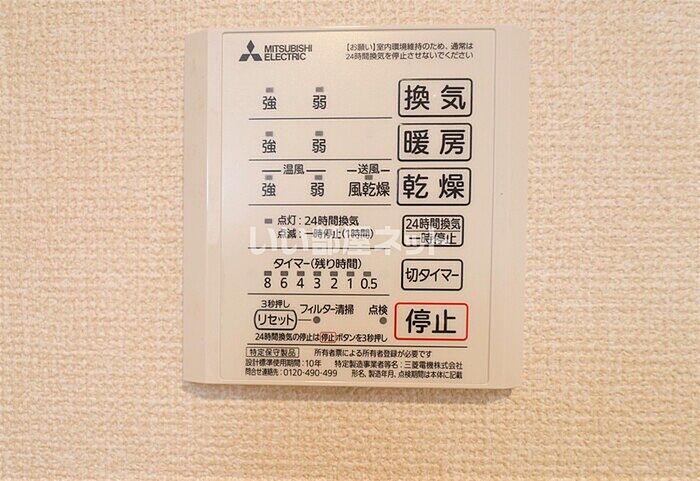 MITSUBISHI
ELECTRIC
【お願い】室内環境維持のため、通常は
24時間換気を停止させないでください
強 弱 換気
強 弱 暖房
温風 送風
強 弱 風乾燥 乾燥
点灯:24時間換気
点滅:一時停止(1時間)
24時間換気
一時停止
いい部屋ネット
タイマー(残り時間)
8 6 4 3 2 1 0.5
切タイマー
3秒押し
リセット フィルター清掃 点検
停止
24時間換気の停止は停止ボタンを3秒押し
特定保守製品 所有者票による所有者登録が必要です
設計標準使用期間:10年 特定製造事業者等名:三菱電機株式会社
問合せ連絡先:0120-490-499 形名、製造年月、点検期間は本体に記載